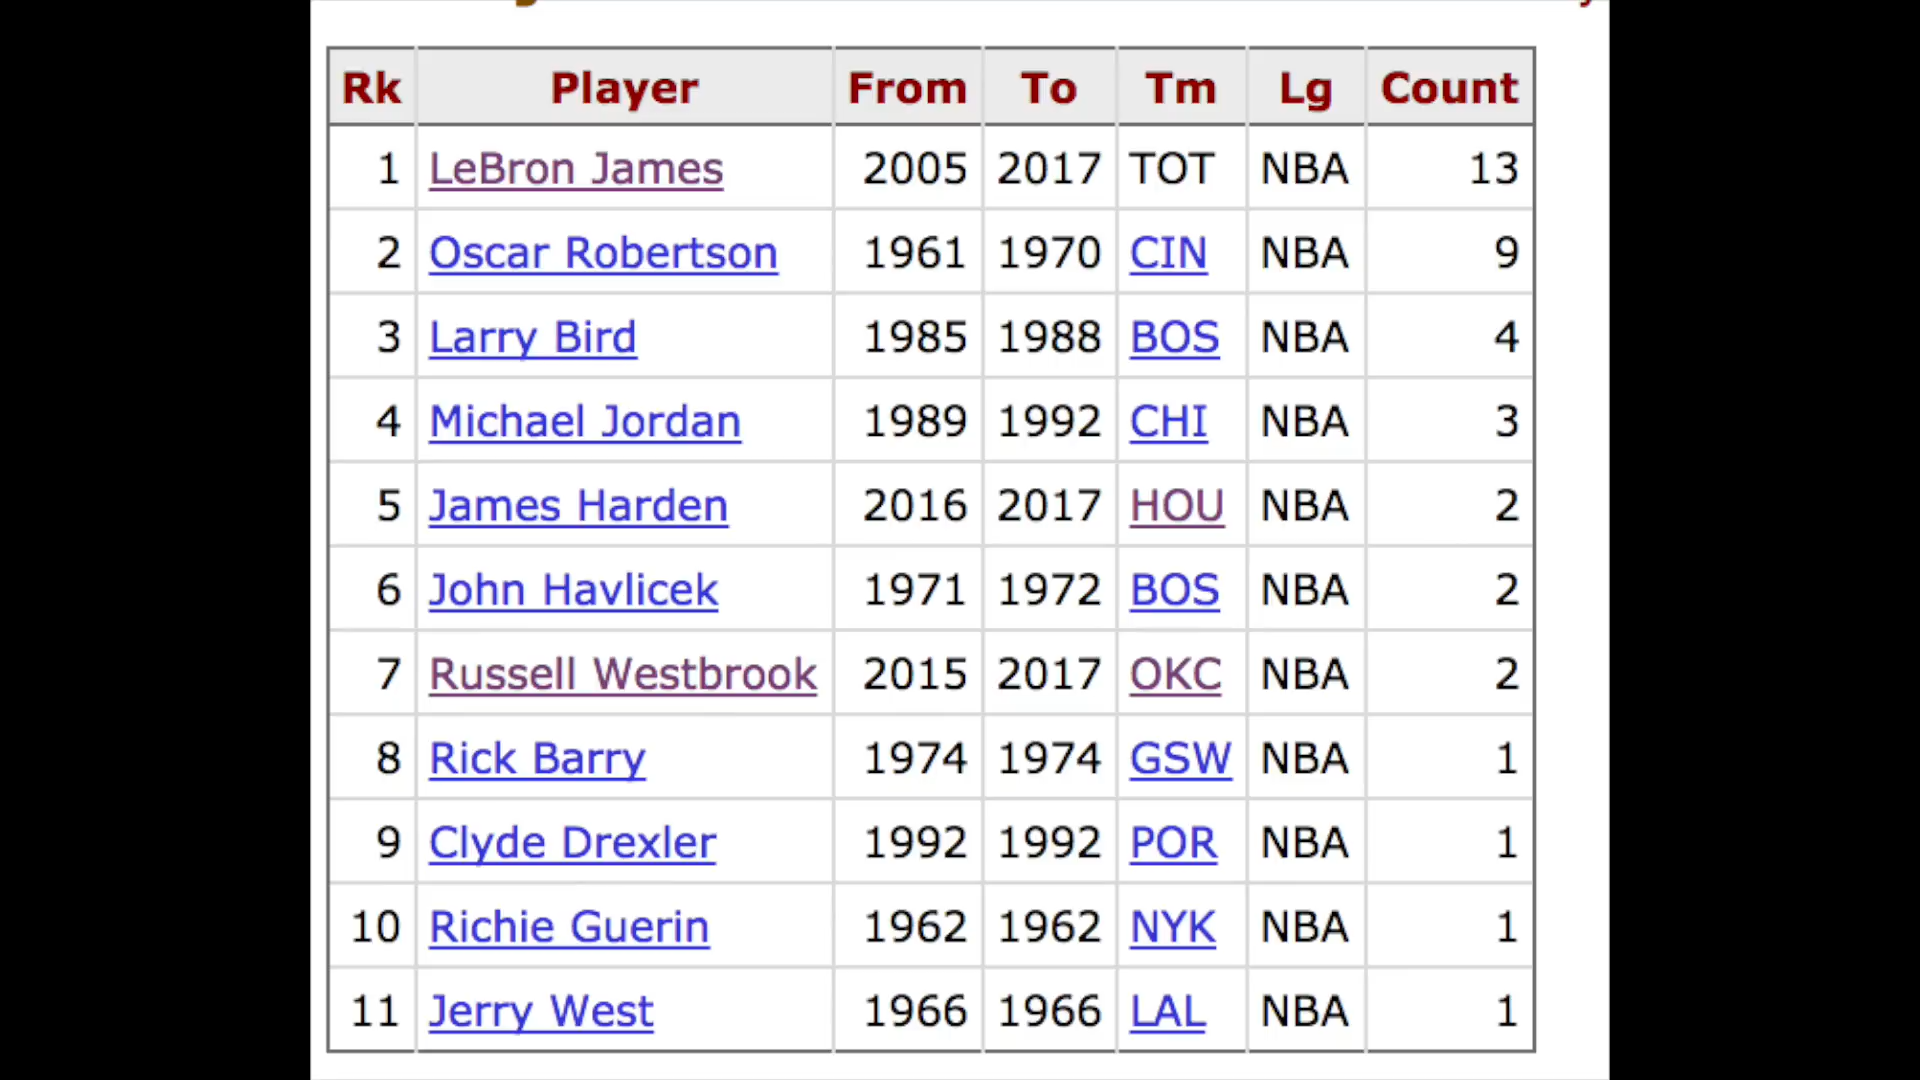 Rk Player From To Tm Lg Count
1 LeBron James 2005 2017 TOT NBA 13
2 Oscar Robertson 1961 1970 CIN NBA 9
3 Larry Bird 1985 1988 BOS NBA 4
4 Michael Jordan 1989 1992 CHI NBA 3
5 James Harden 2016 2017 HOU NBA 2
6 John Havlicek 1971 1972 BOS NBA 2
7 Russell Westbrook 2015 2017 OKC NBA 2
8 Rick Barry 1974 1974 GSW NBA 1
9 Clyde Drexler 1992 1992 POR NBA 1
10 Richie Guerin 1962 1962 NYK NBA 1
11 Jerry West 1966 1966 LAL NBA 1